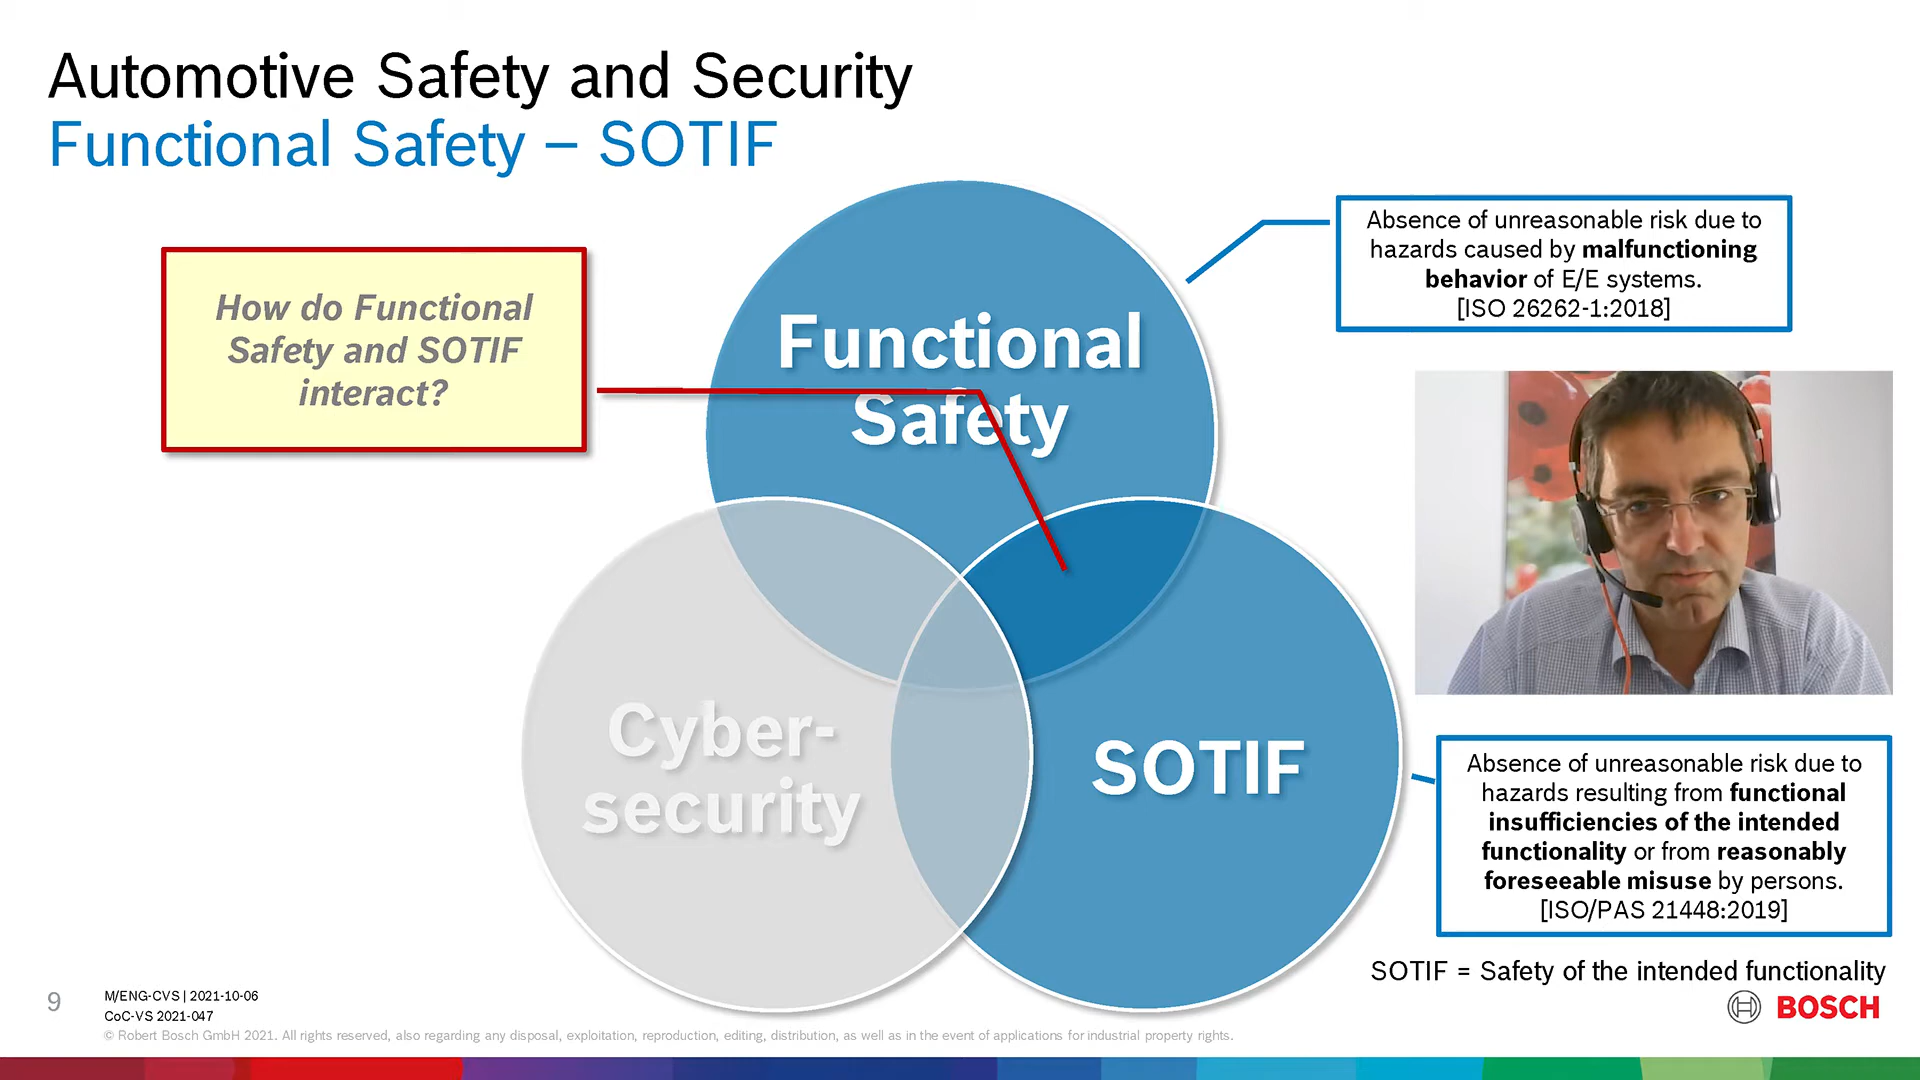 Automotive Safety and Security
Functional Safety – SOTIF
How do Functional
Safety and SOTIF
interact?
Functional
Safety
Absence of unreasonable risk due to
hazards caused by malfunctioning
behavior of E/E systems.
[ISO 26262-1:2018]
Cyber-
security
SOTIF
Absence of unreasonable risk due to
hazards resulting from functional
insufficiencies of the intended
functionality or from reasonably
foreseeable misuse by persons.
[ISO/PAS 21448:2019]
SOTIF = Safety of the intended functionality
9
M/ENG-CVS | 2021-10-06
CoC-VS 2021-047
© Robert Bosch GmbH 2021. All rights reserved, also regarding any disposal, exploitation, reproduction, editing, distribution, as well as in the event of applications for industrial property rights.
BOSCH